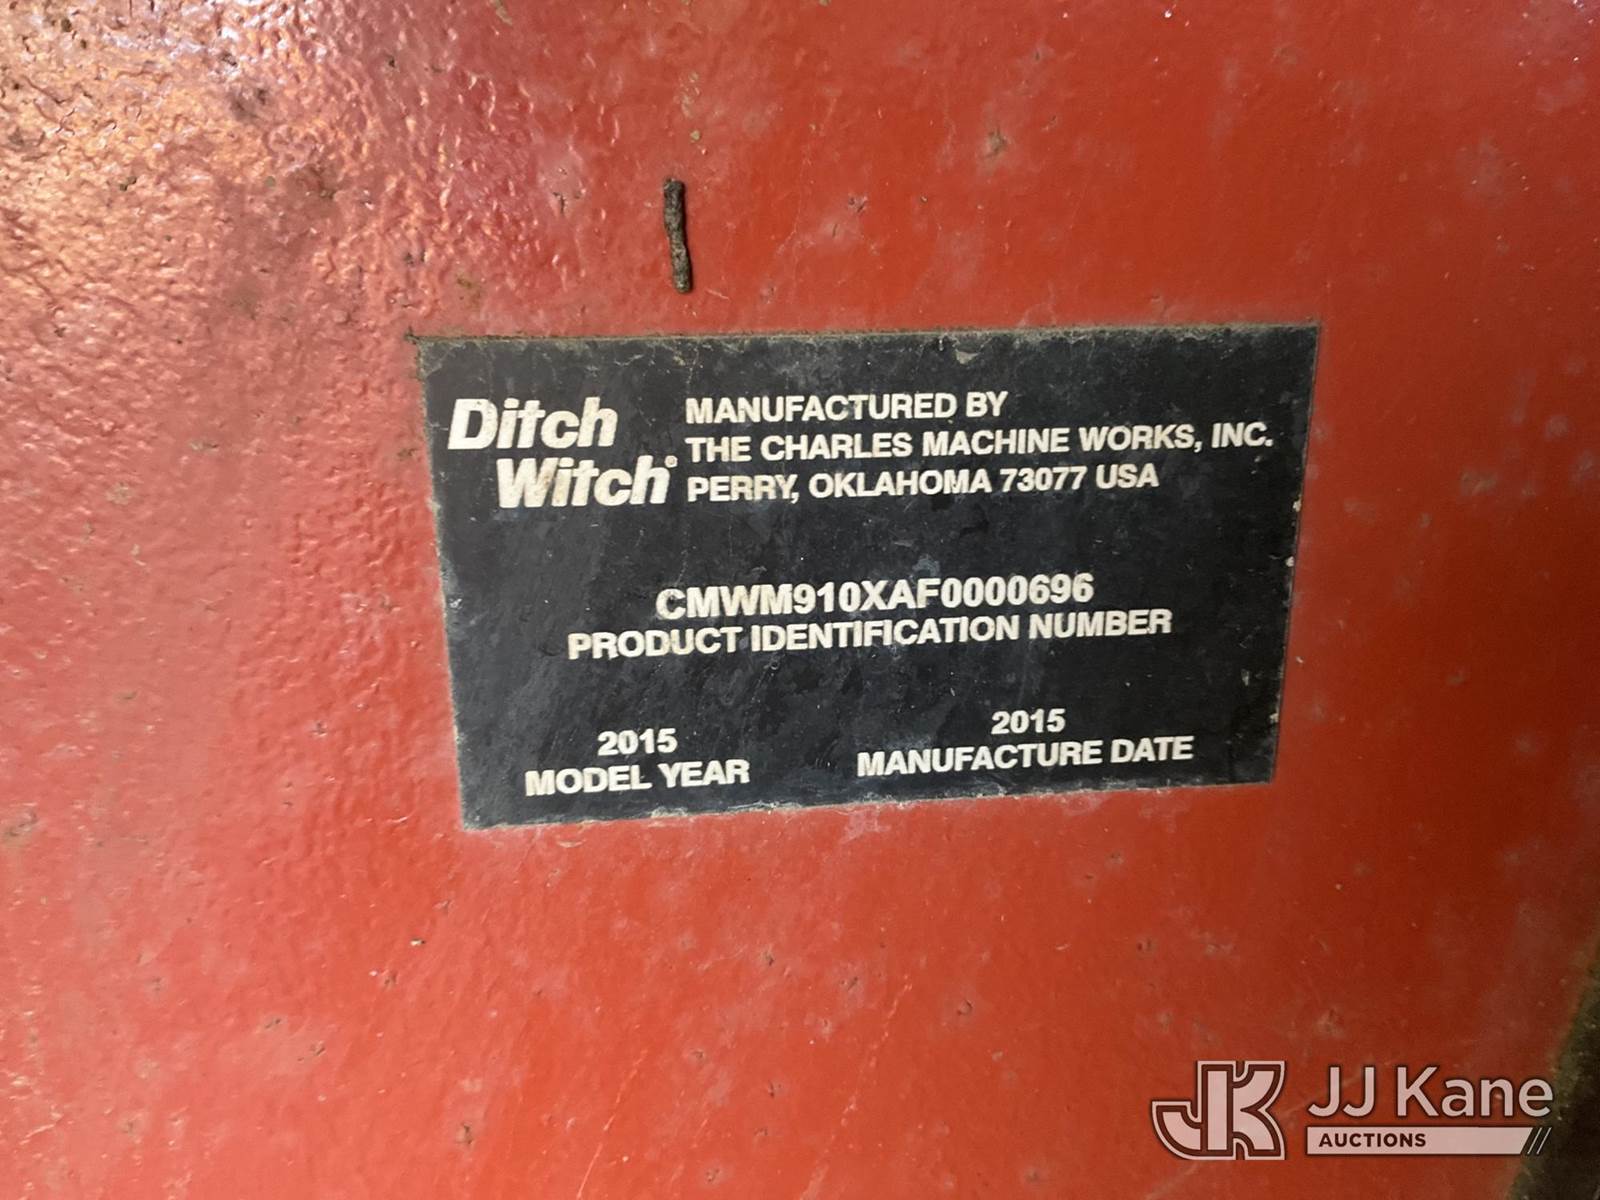 Ditch
Witch®
MANUFACTURED BY
THE CHARLES MACHINE WORKS, INC.
PERRY, OKLAHOMA 73077 USA
CMWM910XAF0000696
PRODUCT IDENTIFICATION NUMBER
2015
MODEL YEAR
2015
MANUFACTURE DATE
JK JJ Kane
AUCTIONS